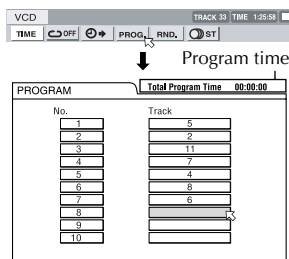 VCD TRACK 33 TIME 1:25:58
TIME OFF PROG. RND. ST
Program time
PROGRAM Total Program Time 00:00:00
No. Track
1 5
2 2
3 11
4 7
5 4
6 8
7 6
8
9
10